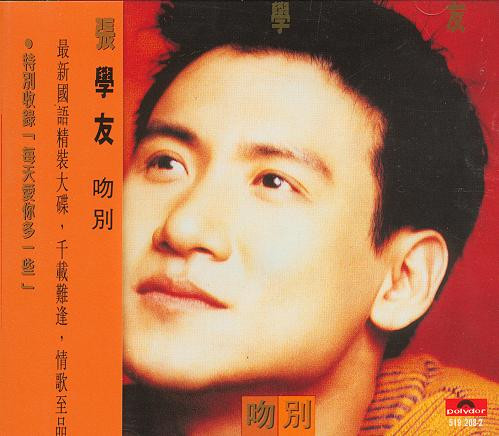 張學友 吻別
最新國語精裝大碟，千載難逢，情歌至品
•特別收錄「每天愛你多一些」
學 友
吻別
polydor
519 208-2